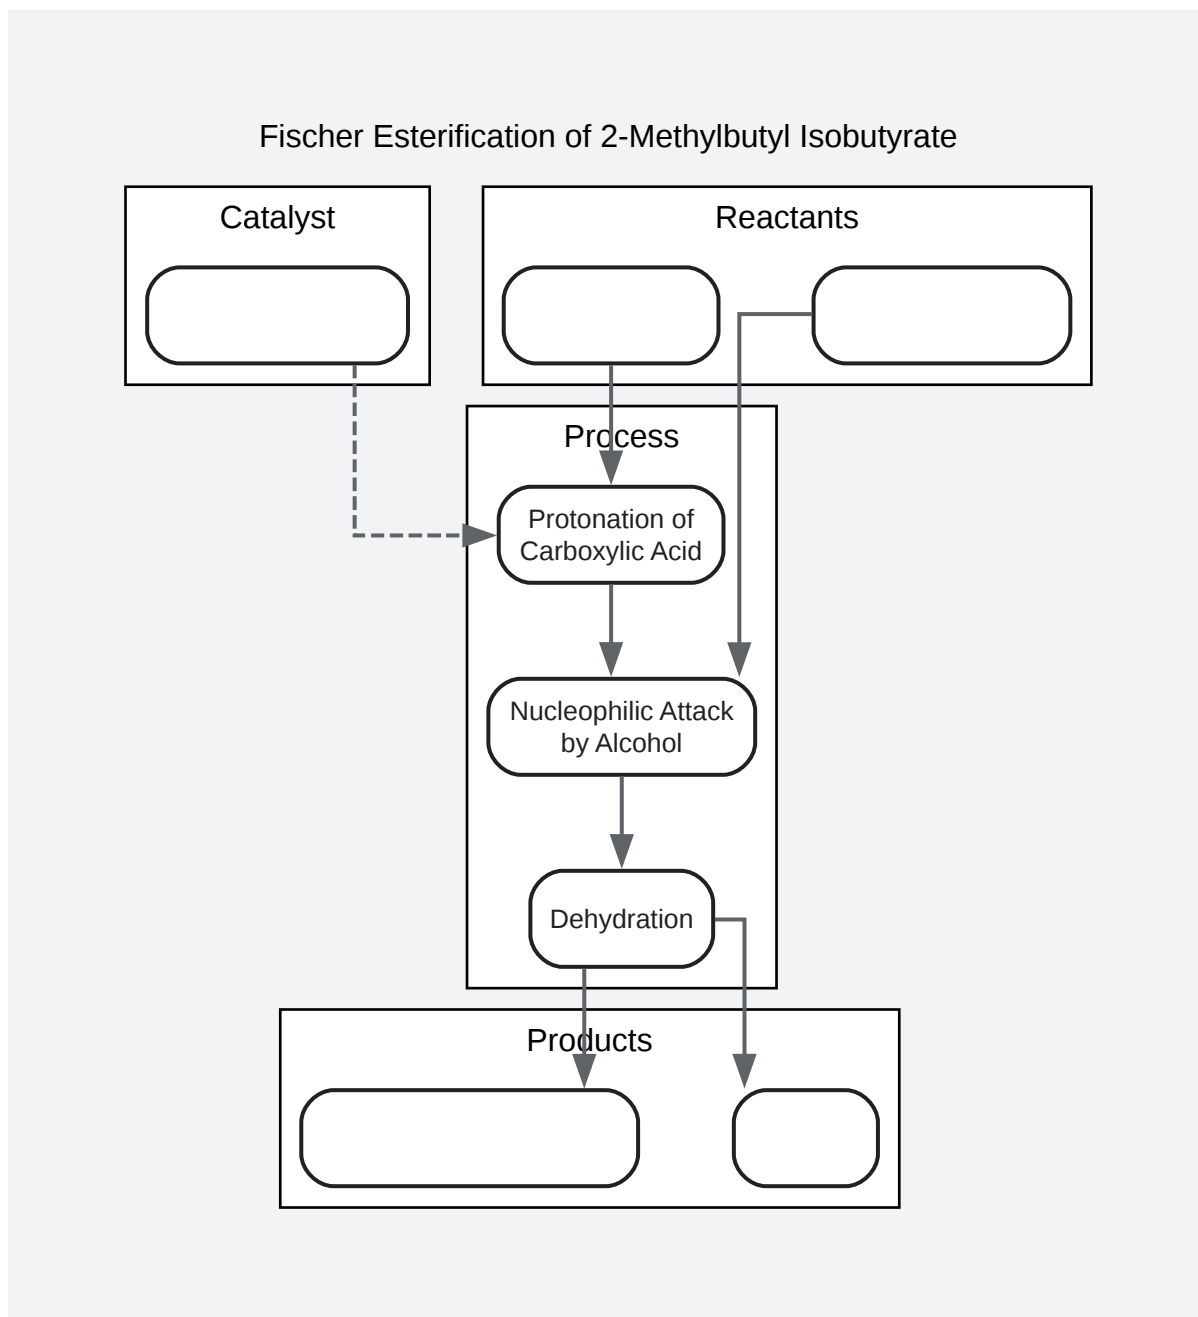 Fischer Esterification of 2-Methylbutyl Isobutyrate
Catalyst
Reactants
Process
Protonation of
Carboxylic Acid
Nucleophilic Attack
by Alcohol
Dehydration
Products